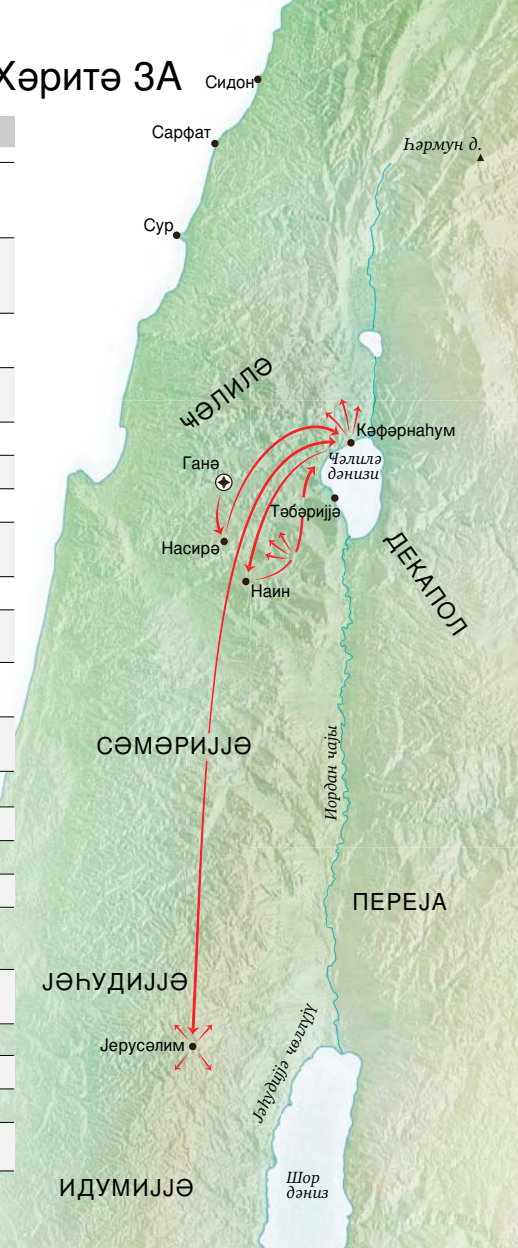 Хәритә 3А
Сидон
Сарфат
Һәрмун д.
Сур
ҸӘЛИЛӘ
Кәфәрнаһум
Ганә
Ҹәлилә
дәнизи
Тәбәријјә
Насирә
ДЕКАПОЛ
Наин
СӘМӘРИЈЈӘ
Иордан чајы
ПЕРЕЈА
ЈӘҺУДИЈЈӘ
Јерусәлим
Јәһудијјә чөллүјү
Шор
дәниз
ИДУМИЈЈӘ